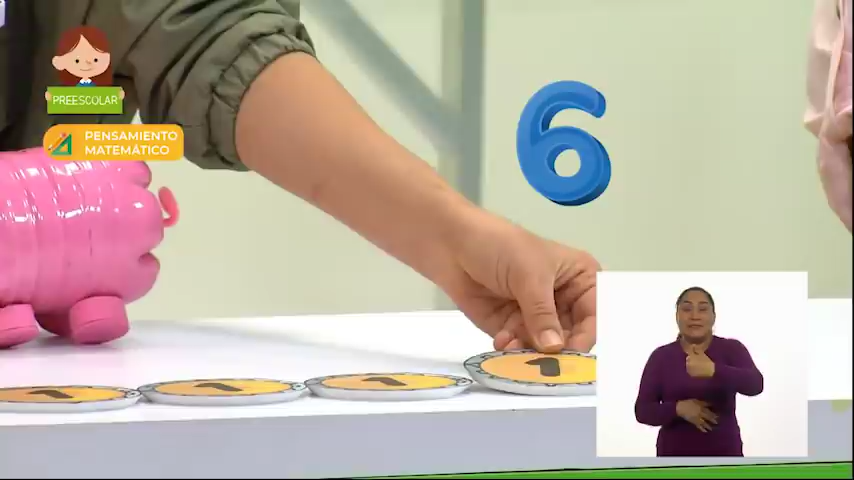 6
PREESCOLAR
PENSAMIENTO
MATEMÁTICO
1 1 1 1